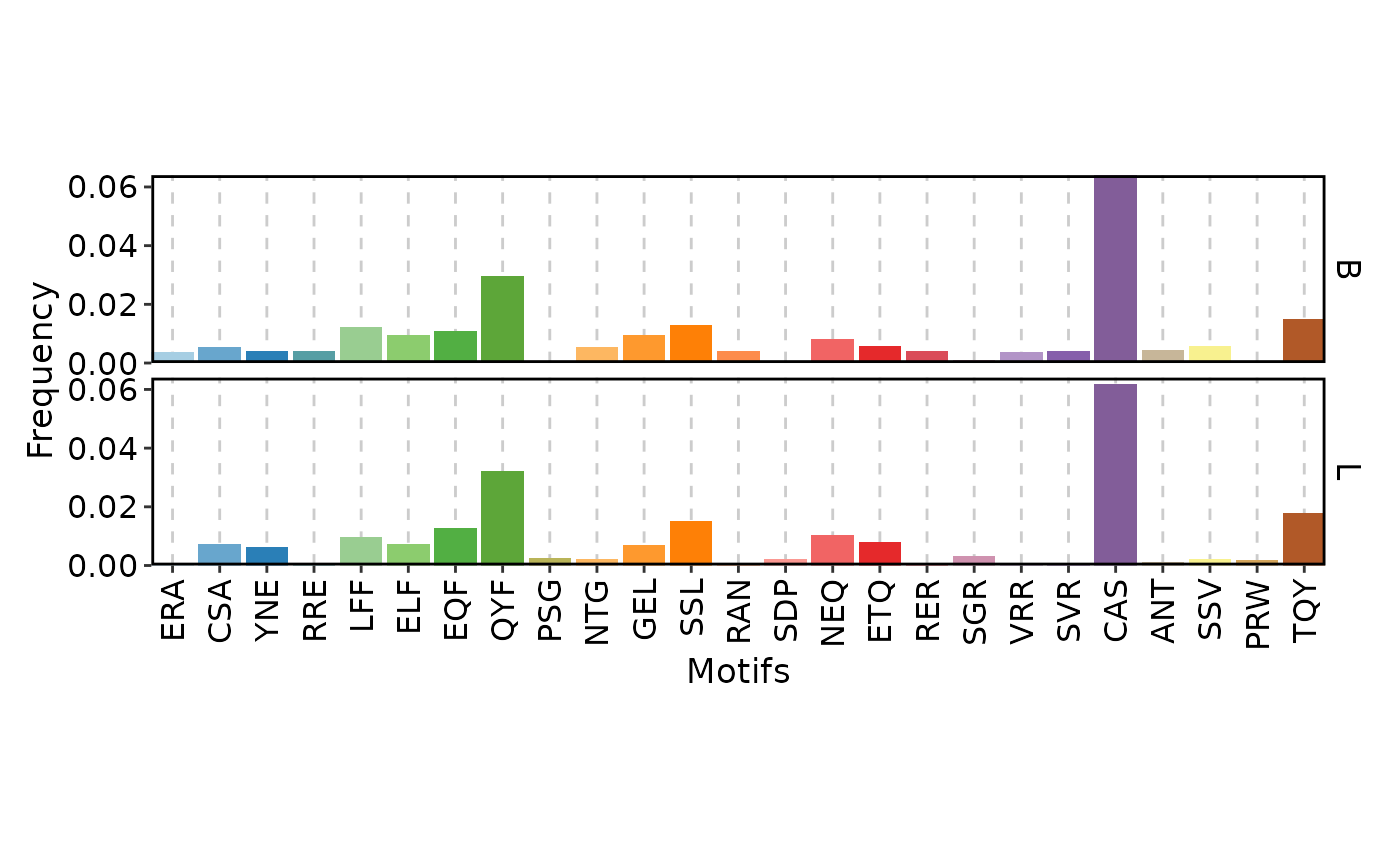 Frequency
0.06
0.04
0.02
0.00
B
0.06
0.04
0.02
0.00
L
ERA CSA YNE RRE LFF ELF EQF QYF PSG NTG GEL SSL RAN SDP NEQ ETQ RER SGR VRR SVR CAS ANT SSV PRW TQY
Motifs